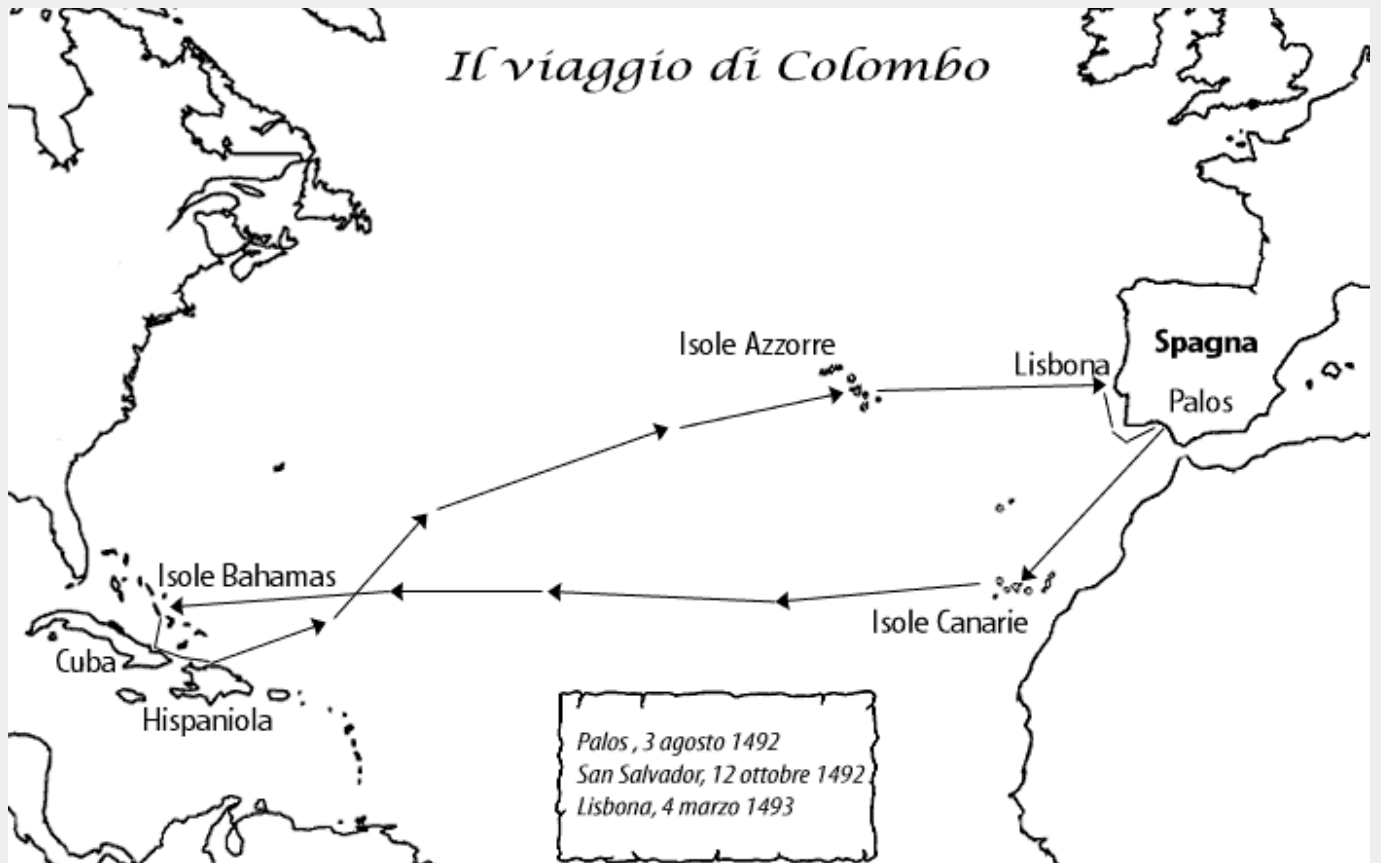 Il viaggio di Colombo
Isole Azzorre
Spagna
Lisbona
Palos
Isole Bahamas
Isole Canarie
Cuba
Hispaniola
Palos , 3 agosto 1492
San Salvador, 12 ottobre 1492
Lisbona, 4 marzo 1493